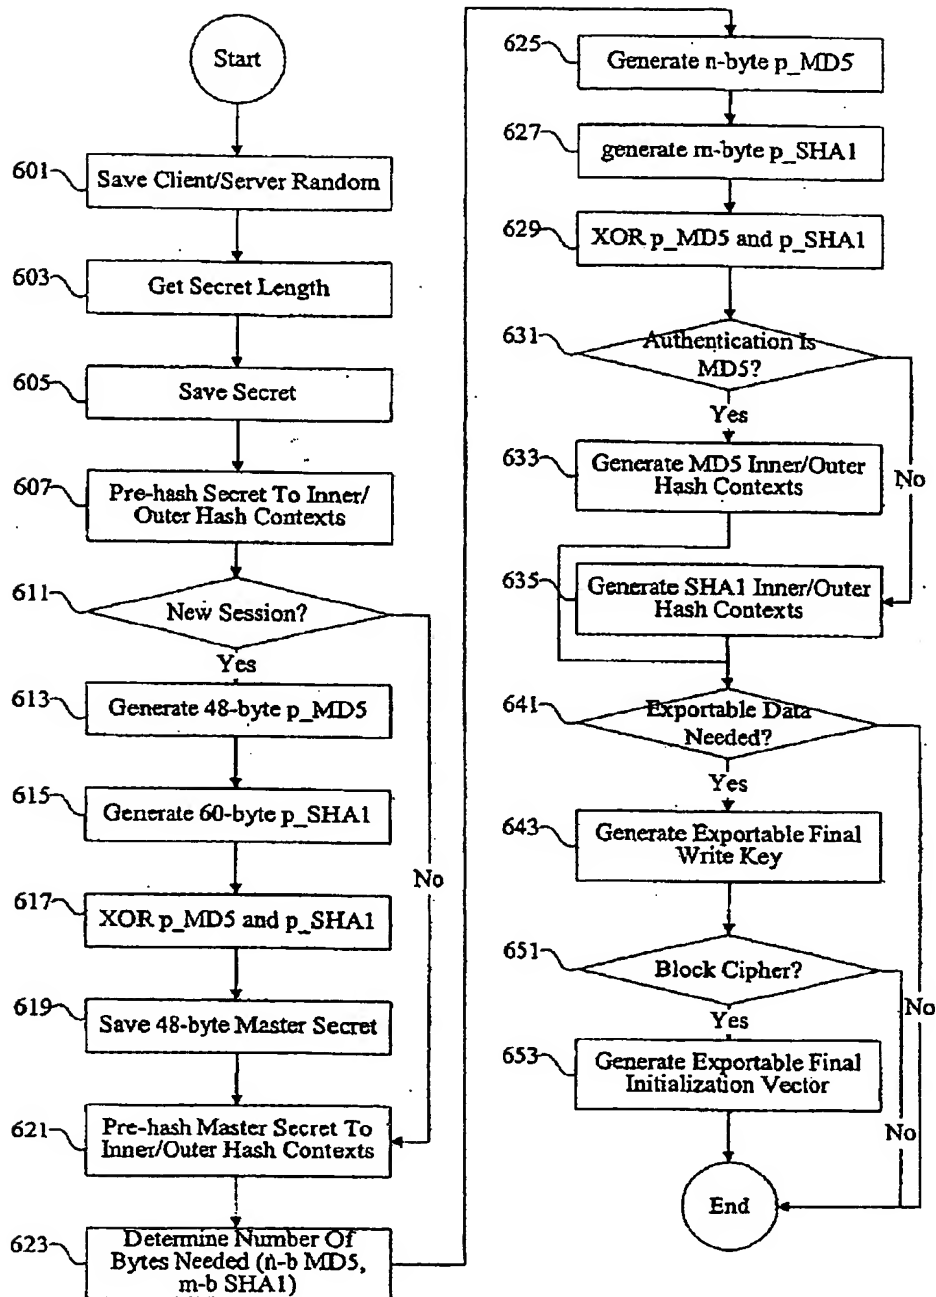 Start
601
Save Client/Server Random
603
Get Secret Length
605
Save Secret
607
Pre-hash Secret To Inner/
Outer Hash Contexts
611
New Session?
Yes
No
613
Generate 48-byte p_MD5
615
Generate 60-byte p_SHA1
617
XOR p_MD5 and p_SHA1
619
Save 48-byte Master Secret
621
Pre-hash Master Secret To
Inner/Outer Hash Contexts
623
Determine Number Of
Bytes Needed (n-b MD5,
m-b SHA1)
625
Generate n-byte p_MD5
627
generate m-byte p_SHA1
629
XOR p_MD5 and p_SHA1
631
Authentication Is
MD5?
Yes
No
633
Generate MD5 Inner/Outer
Hash Contexts
635
Generate SHA1 Inner/Outer
Hash Contexts
641
Exportable Data
Needed?
Yes
No
643
Generate Exportable Final
Write Key
651
Block Cipher?
Yes
No
653
Generate Exportable Final
Initialization Vector
End